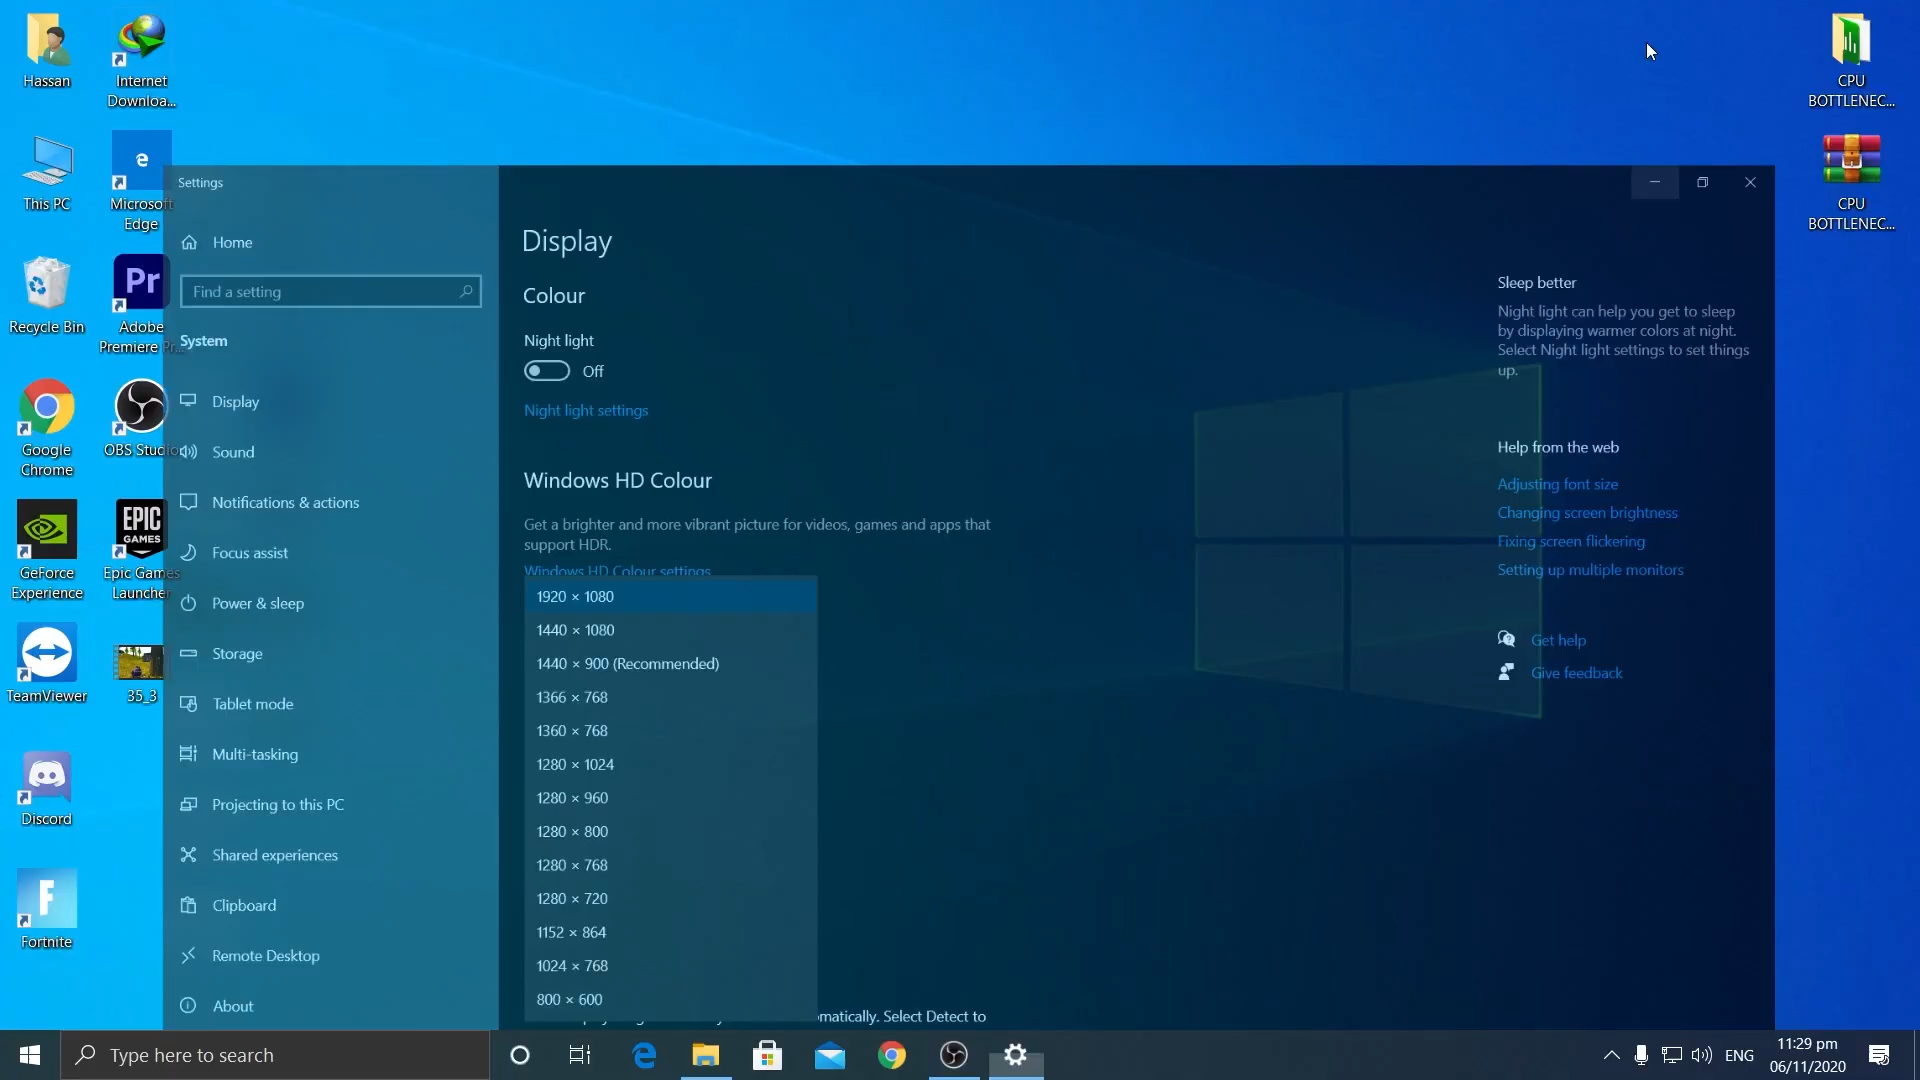 Hassan
Internet
Downloa...
This PC
Microsoft
Edge
Recycle Bin
Pr
Adobe
Premiere Pr...
Google
Chrome
OBS Studio
GeForce
Experience
EPIC
GAMES
Epic Games
Launcher
TeamViewer
35_3
Discord
F
Fortnite
CPU
BOTTLENEC...
CPU
BOTTLENEC...
Settings
Home
Find a setting
System
Display
Sound
Notifications & actions
Focus assist
Power & sleep
Storage
Tablet mode
Multi-tasking
Projecting to this PC
Shared experiences
Clipboard
Remote Desktop
About
Display
Colour
Night light
Off
Night light settings
Windows HD Colour
Get a brighter and more vibrant picture for videos, games and apps that
support HDR.
Windows HD Colour settings
1920 × 1080
1440 × 1080
1440 × 900 (Recommended)
1366 × 768
1360 × 768
1280 × 1024
1280 × 960
1280 × 800
1280 × 768
1280 × 720
1152 × 864
1024 × 768
800 × 600
omatically. Select Detect to
Sleep better
Night light can help you get to sleep
by displaying warmer colors at night.
Select Night light settings to set things
up.
Help from the web
Adjusting font size
Changing screen brightness
Fixing screen flickering
Setting up multiple monitors
Get help
Give feedback
Type here to search
ENG
11:29 pm
06/11/2020